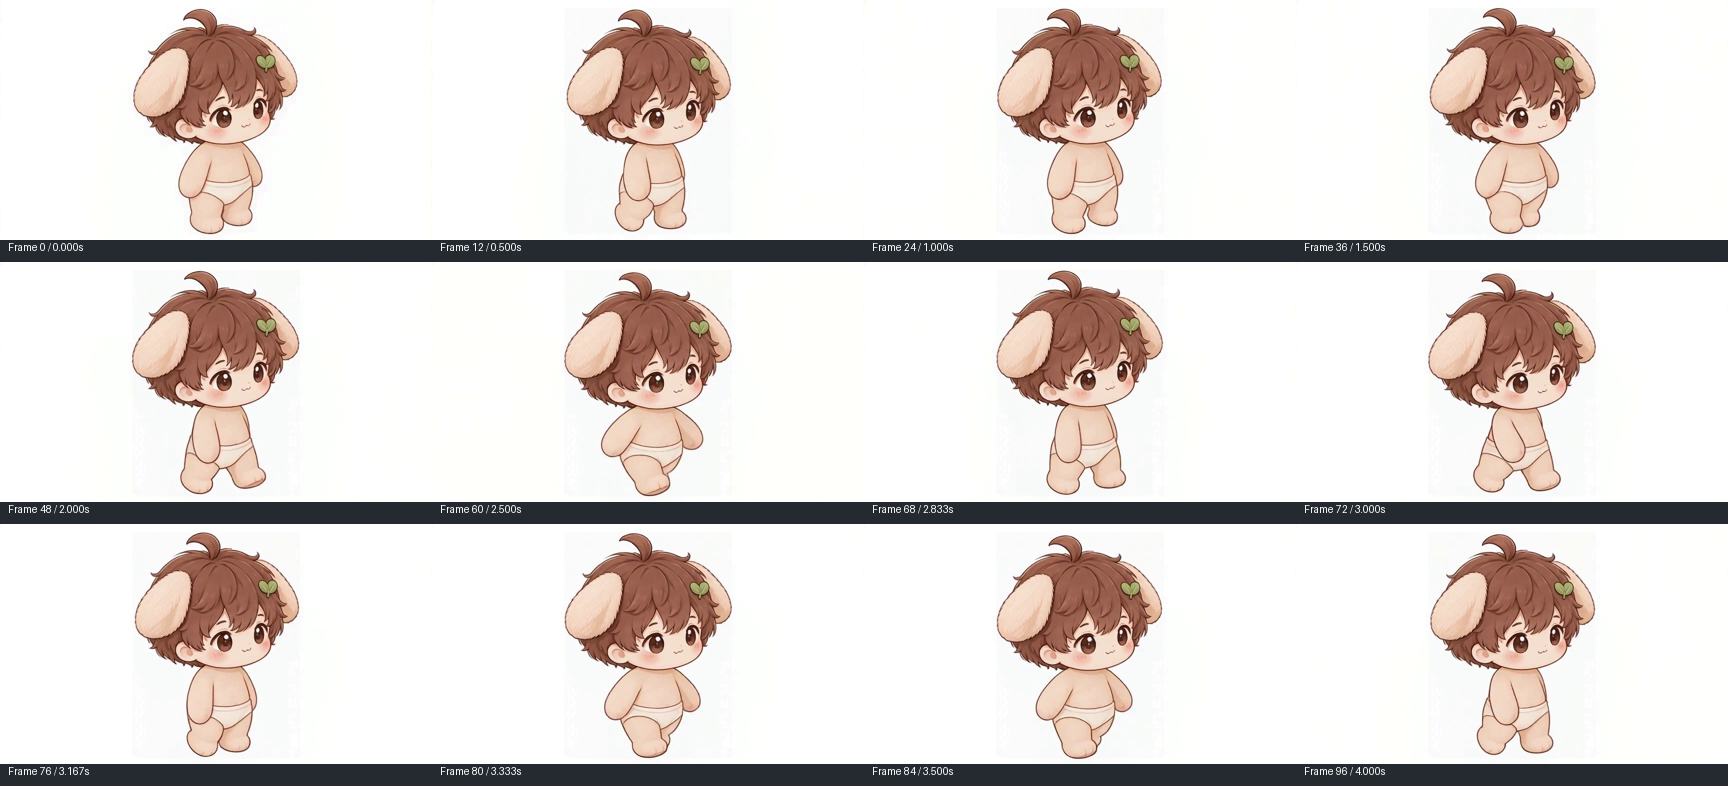 Frame 0 / 0.000s
Frame 12 / 0.500s
Frame 24 / 1.000s
Frame 36 / 1.500s
Frame 48 / 2.000s
Frame 60 / 2.500s
Frame 68 / 2.833s
Frame 72 / 3.000s
Frame 76 / 3.167s
Frame 80 / 3.333s
Frame 84 / 3.500s
Frame 96 / 4.000s